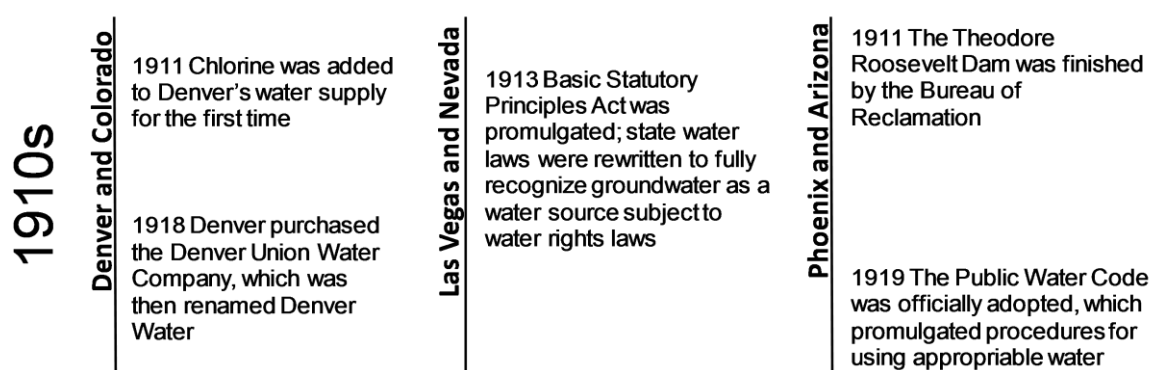 1910s
Denver and Colorado
1911 Chlorine was added
to Denver's water supply
for the first time
1918 Denver purchased
the Denver Union Water
Company, which was
then renamed Denver
Water
Las Vegas and Nevada
1913 Basic Statutory
Principles Act was
promulgated; state water
laws were rewritten to fully
recognize groundwater as a
water source subject to
water rights laws
Phoenix and Arizona
1911 The Theodore
Roosevelt Dam was finished
by the Bureau of
Reclamation
1919 The Public Water Code
was officially adopted, which
promulgated procedures for
using appropriable water